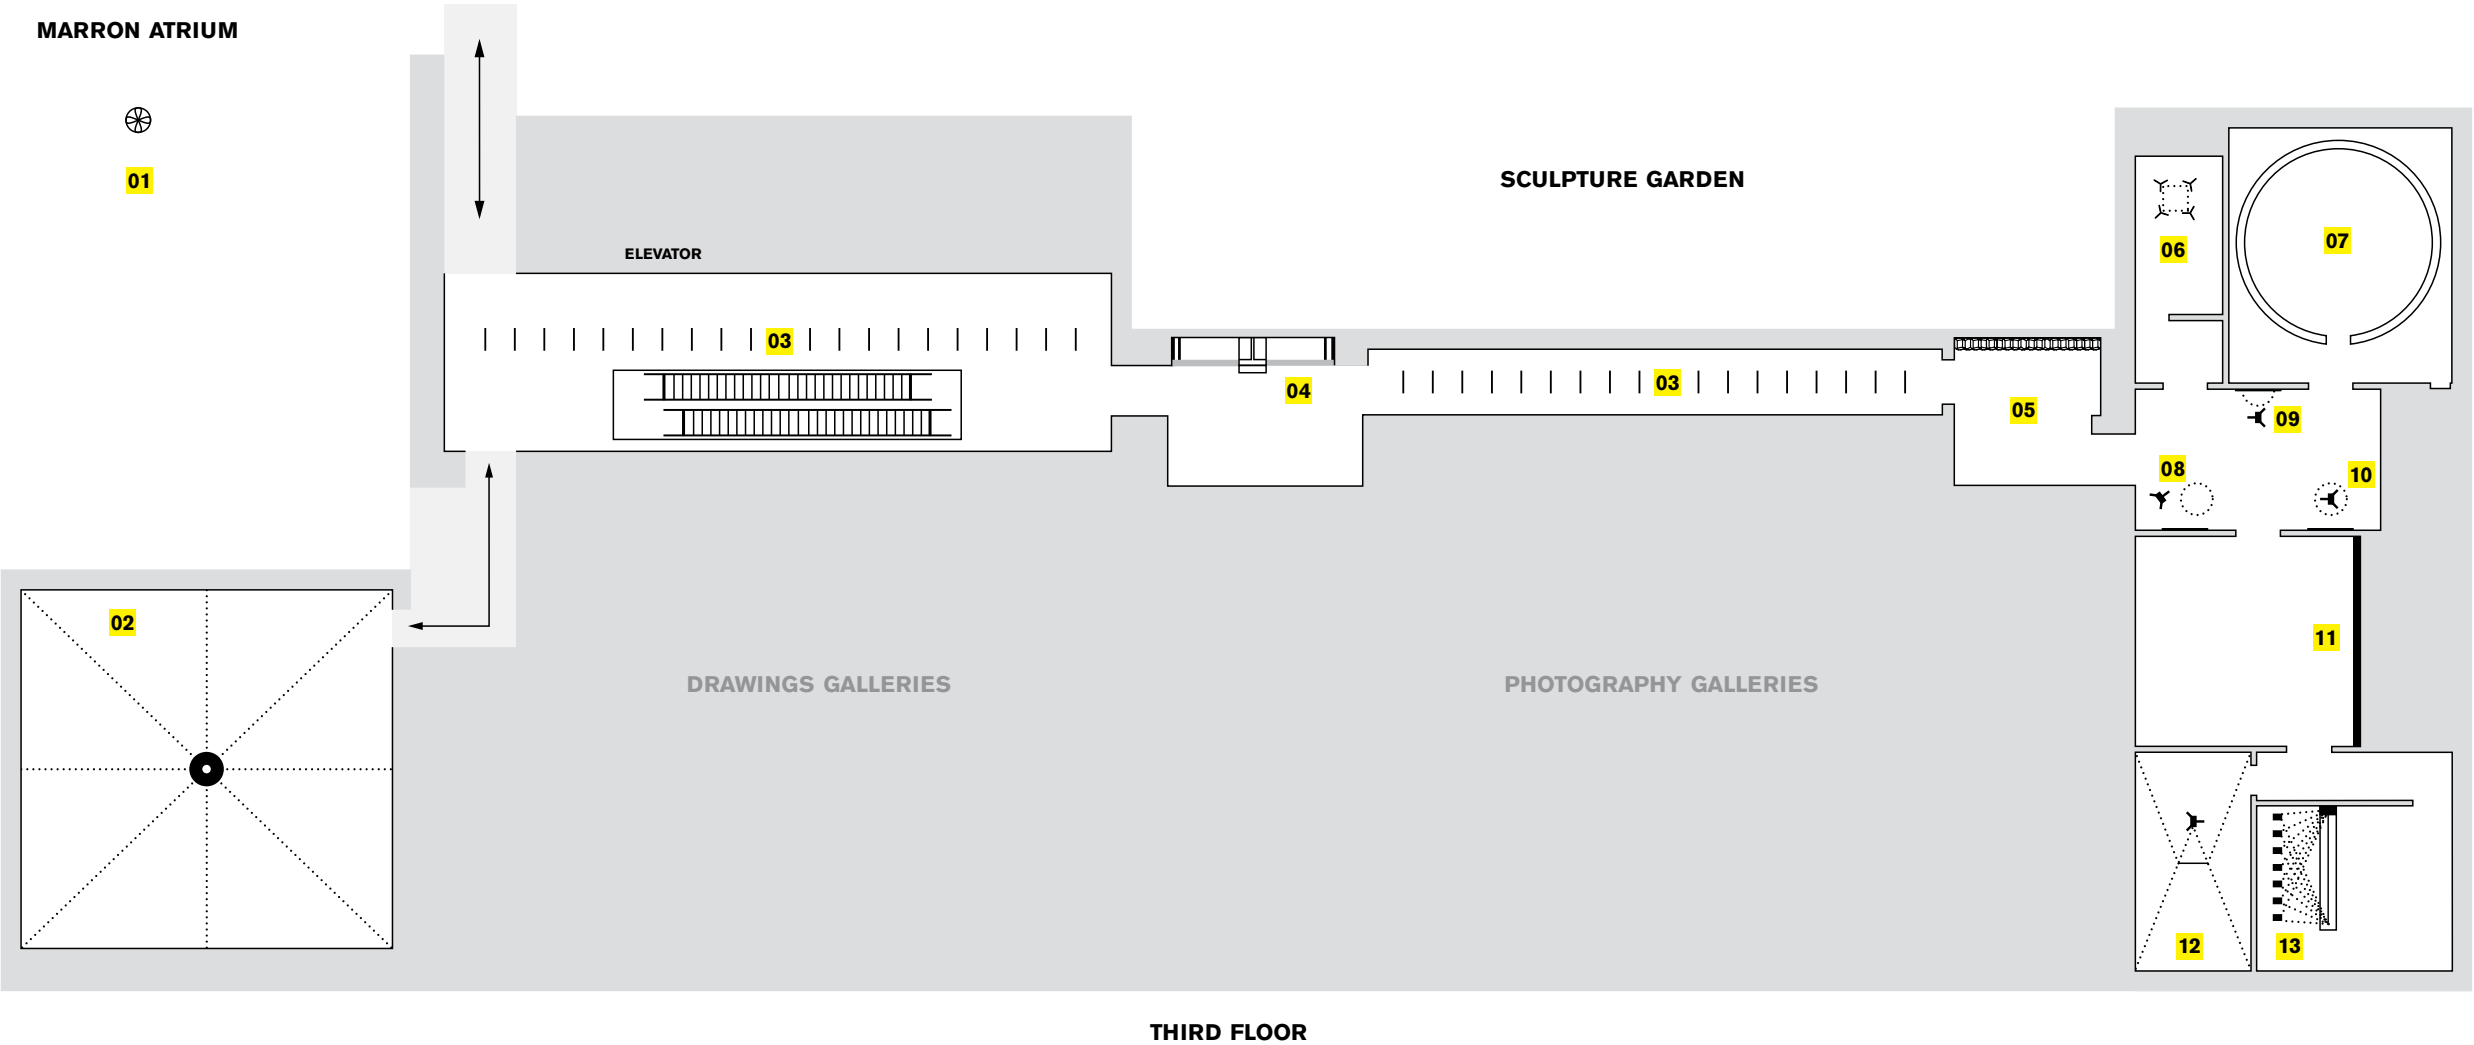 MARRON ATRIUM
01
SCULPTURE GARDEN
ELEVATOR
03
04
03
05
06
07
08
09
10
02
11
DRAWINGS GALLERIES
PHOTOGRAPHY GALLERIES
12
13
THIRD FLOOR